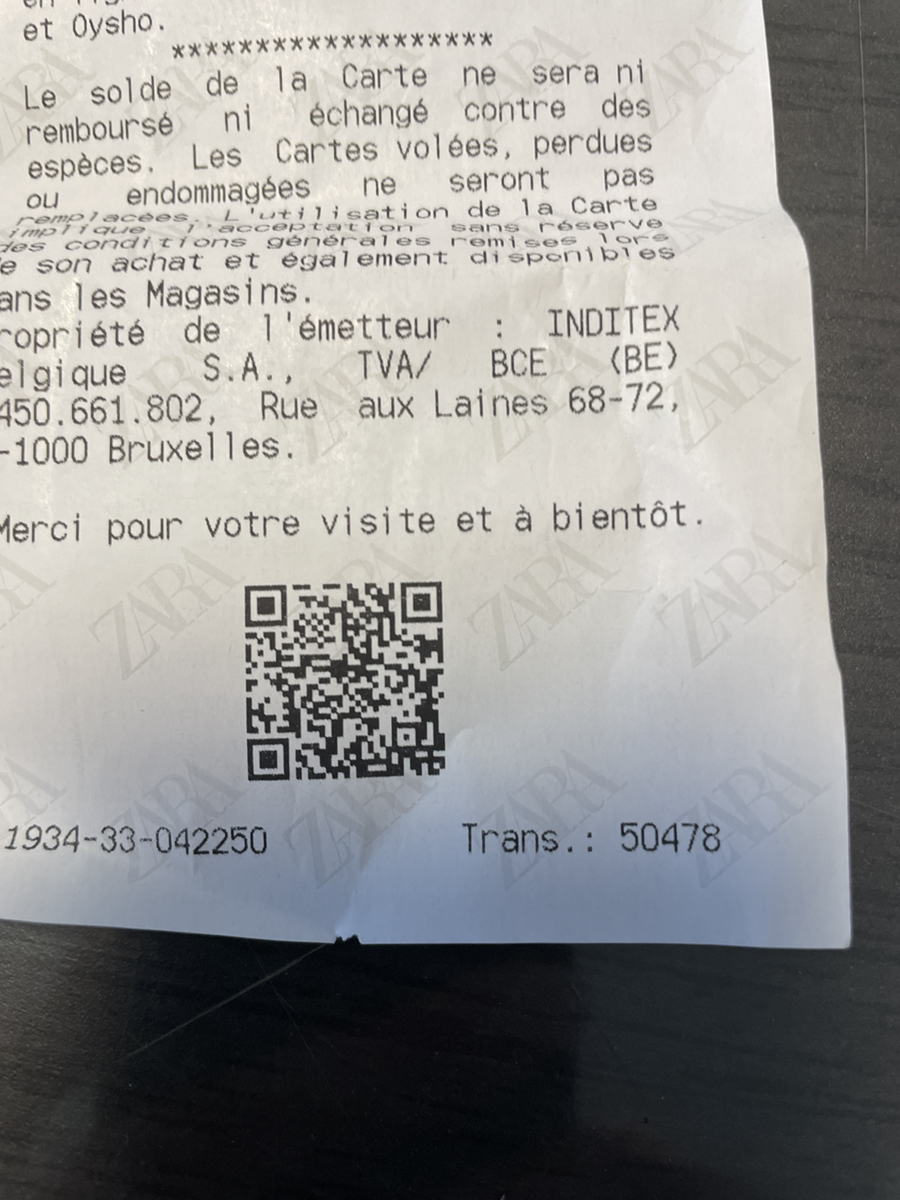 et Oysho.
*******************
Le solde de la Carte ne sera ni
remboursé ni échangé contre des
espèces. Les Cartes volées, perdues
ou endommagées ne seront pas
remplacées. L'utilisation de la Carte
implique l'acceptation sans réserve
des conditions générales remises lors
e son achat et également disponibles
ans les Magasins.
ropriété de l'émetteur : INDITEX
elgique S.A., TVA/ BCE (BE)
450.661.802, Rue aux Laines 68-72,
-1000 Bruxelles.
Merci pour votre visite et à bientôt.
ZARA
1934-33-042250 Trans.: 50478